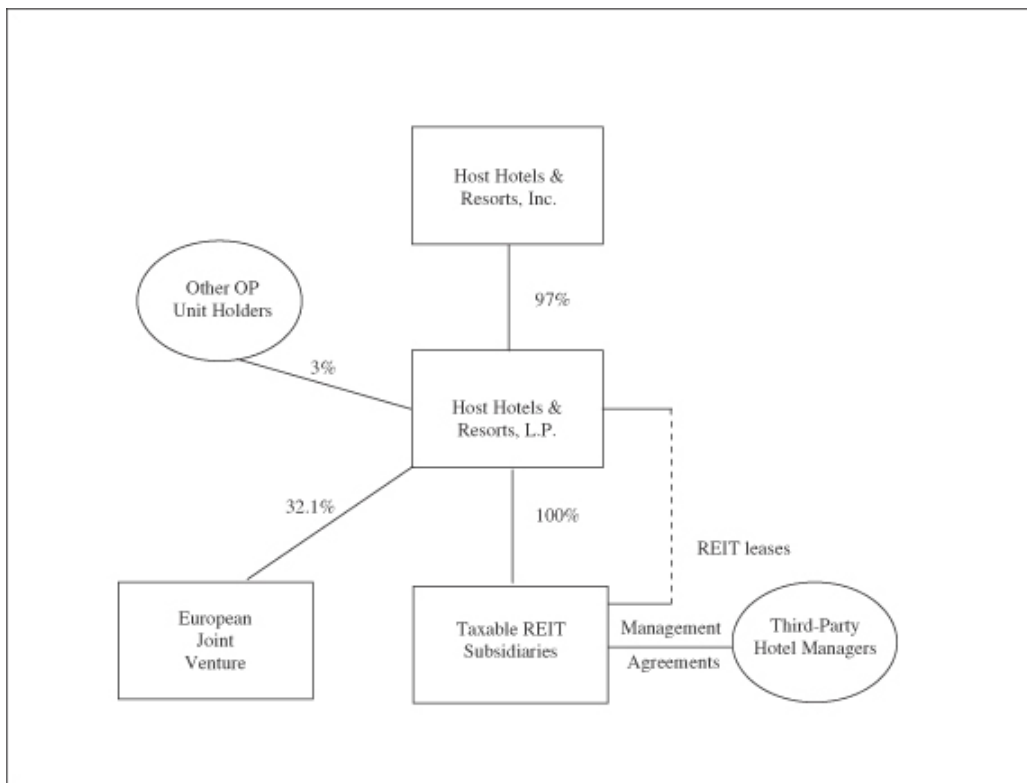 Host Hotels &
Resorts, Inc.
Other OP
Unit Holders
97%
3%
Host Hotels &
Resorts, L.P.
32.1%
100%
REIT leases
European
Joint
Venture
Taxable REIT
Subsidiaries
Management
Agreements
Third-Party
Hotel Managers